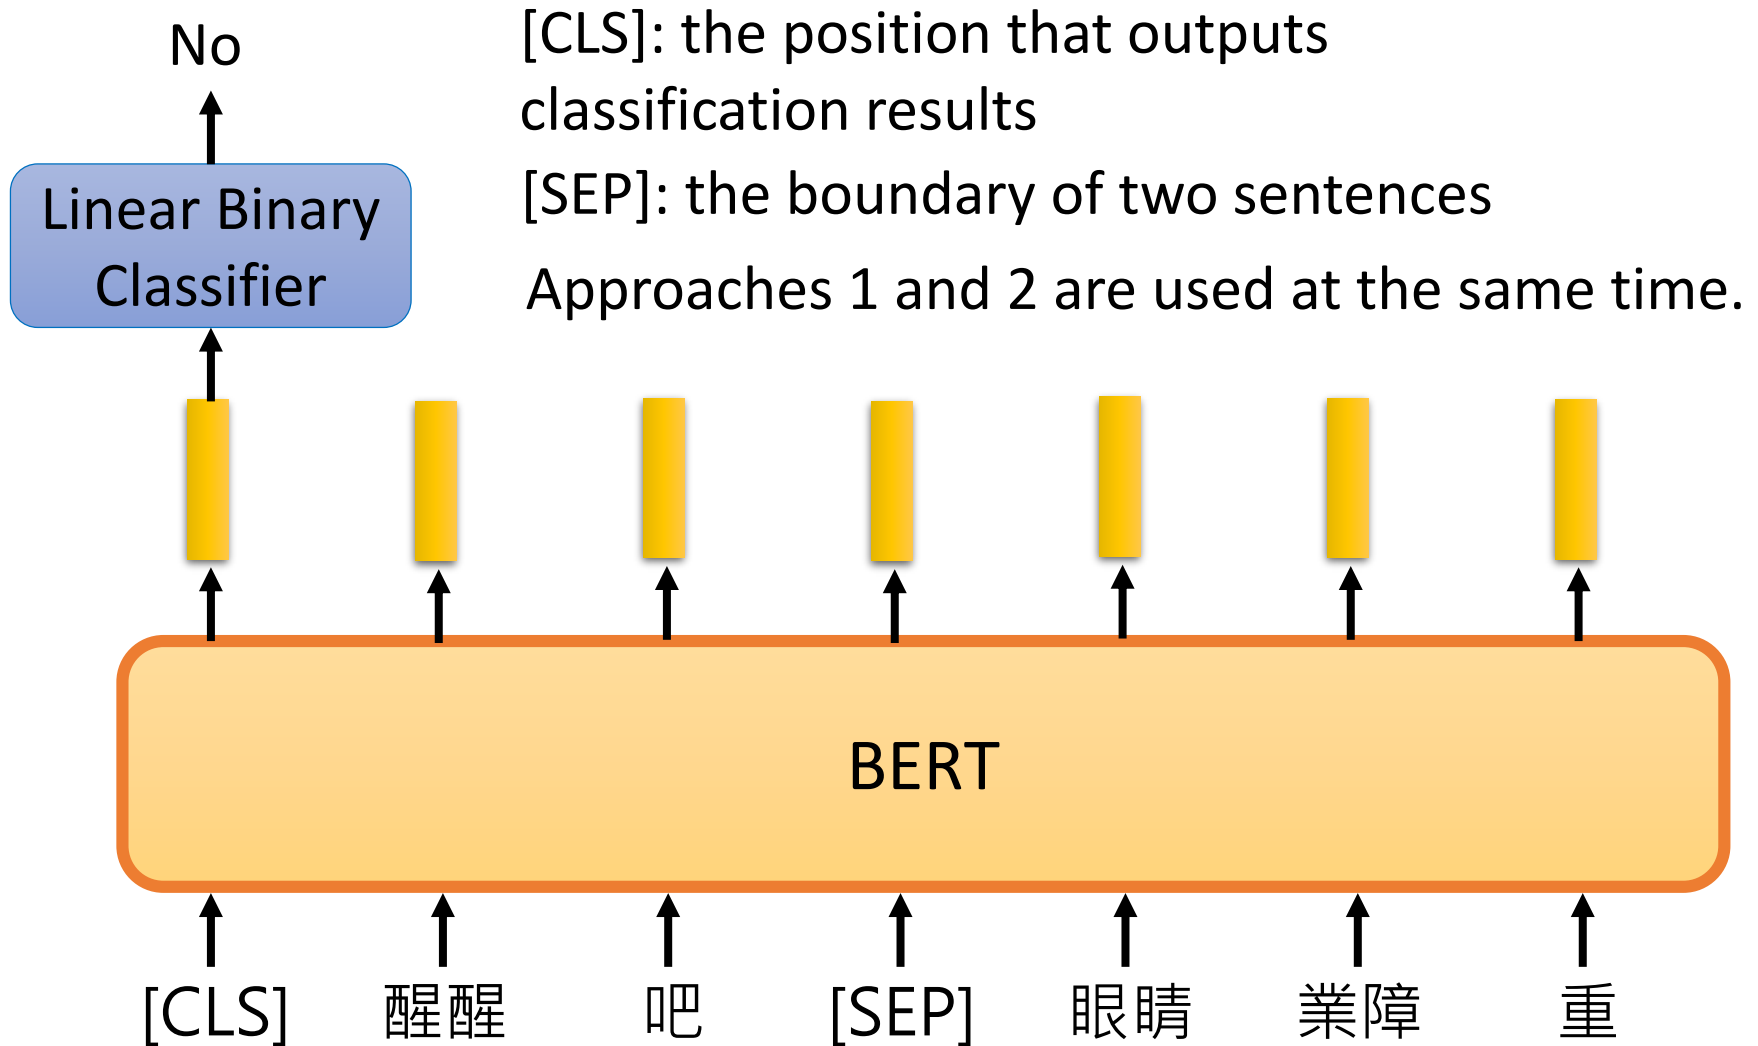 No
[CLS]: the position that outputs
classification results
[SEP]: the boundary of two sentences
Approaches 1 and 2 are used at the same time.
Linear Binary
Classifier
BERT
[CLS] 醒醒 吧 [SEP] 眼睛 業障 重